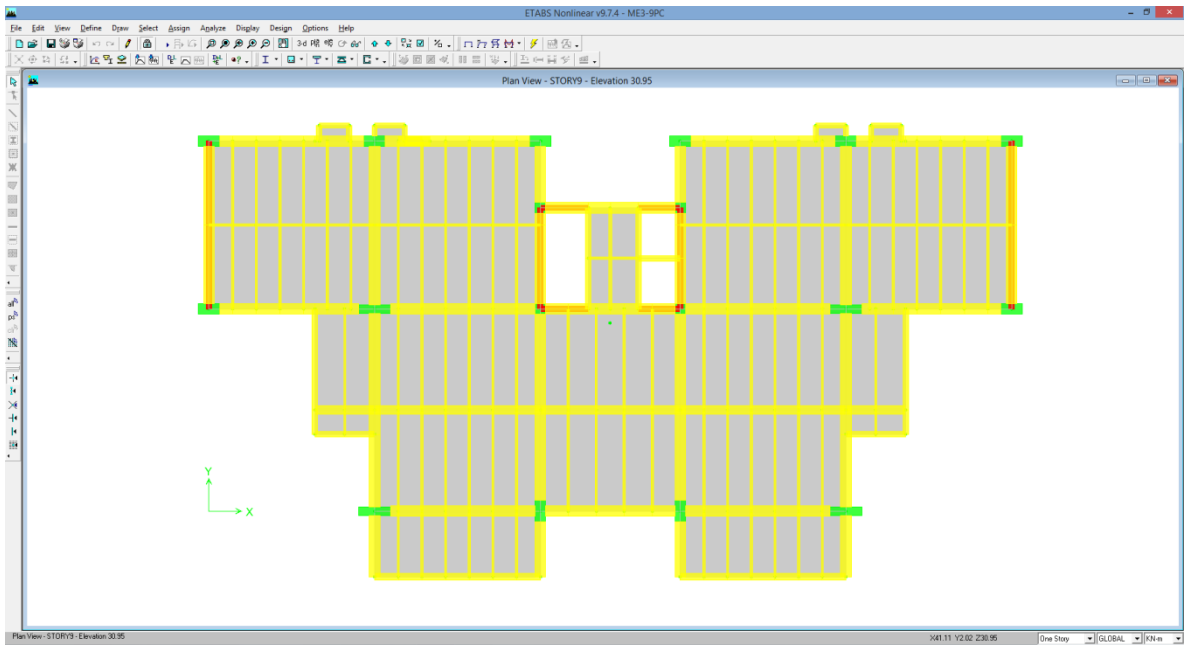 ETABS Nonlinear v9.7.4 - ME3-9PC
File Edit View Define Draw Select Assign Analyze Display Design Options Help
3-d
Plan View - STORY9 - Elevation 30.95
Y
X
Plan View - STORY9 - Elevation 30.95
X41.11 Y2.02 Z30.95
One Story
GLOBAL
KN-m